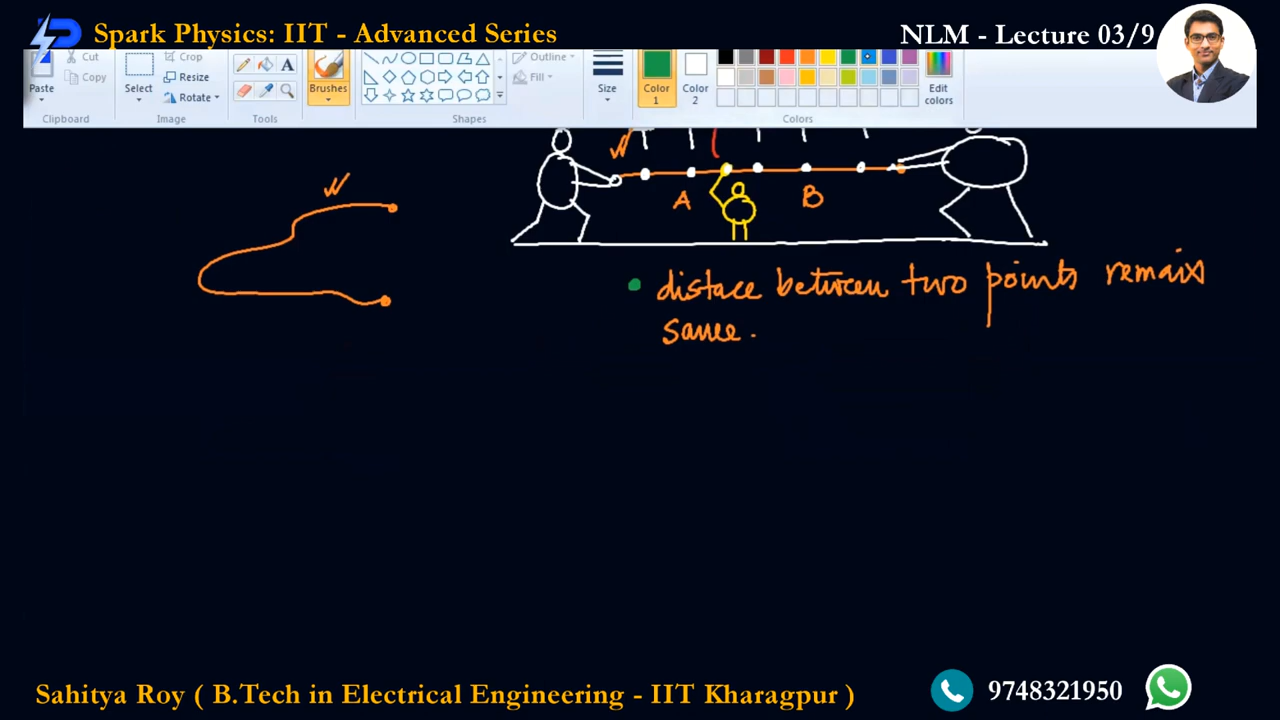 Spark Physics: IIT - Advanced Series
NLM - Lecture 03/9
Paste
Cut
Copy
Clipboard
Select
Crop
Resize
Rotate
Image
A
Tools
Brushes
Shapes
Outline
Fill
Size
Color 1
Color 2
Edit colors
Colors
A
B
distace between two points remains
same.
Sahitya Roy ( B.Tech in Electrical Engineering - IIT Kharagpur )
9748321950